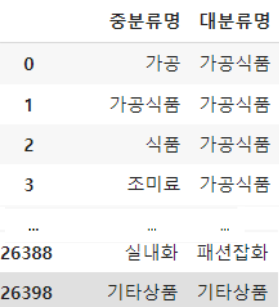 중분류명 대분류명
0 가공 가공식품
1 가공식품 가공식품
2 식품 가공식품
3 조미료 가공식품
... ... ...
26388 실내화 패션잡화
26398 기타상품 기타상품